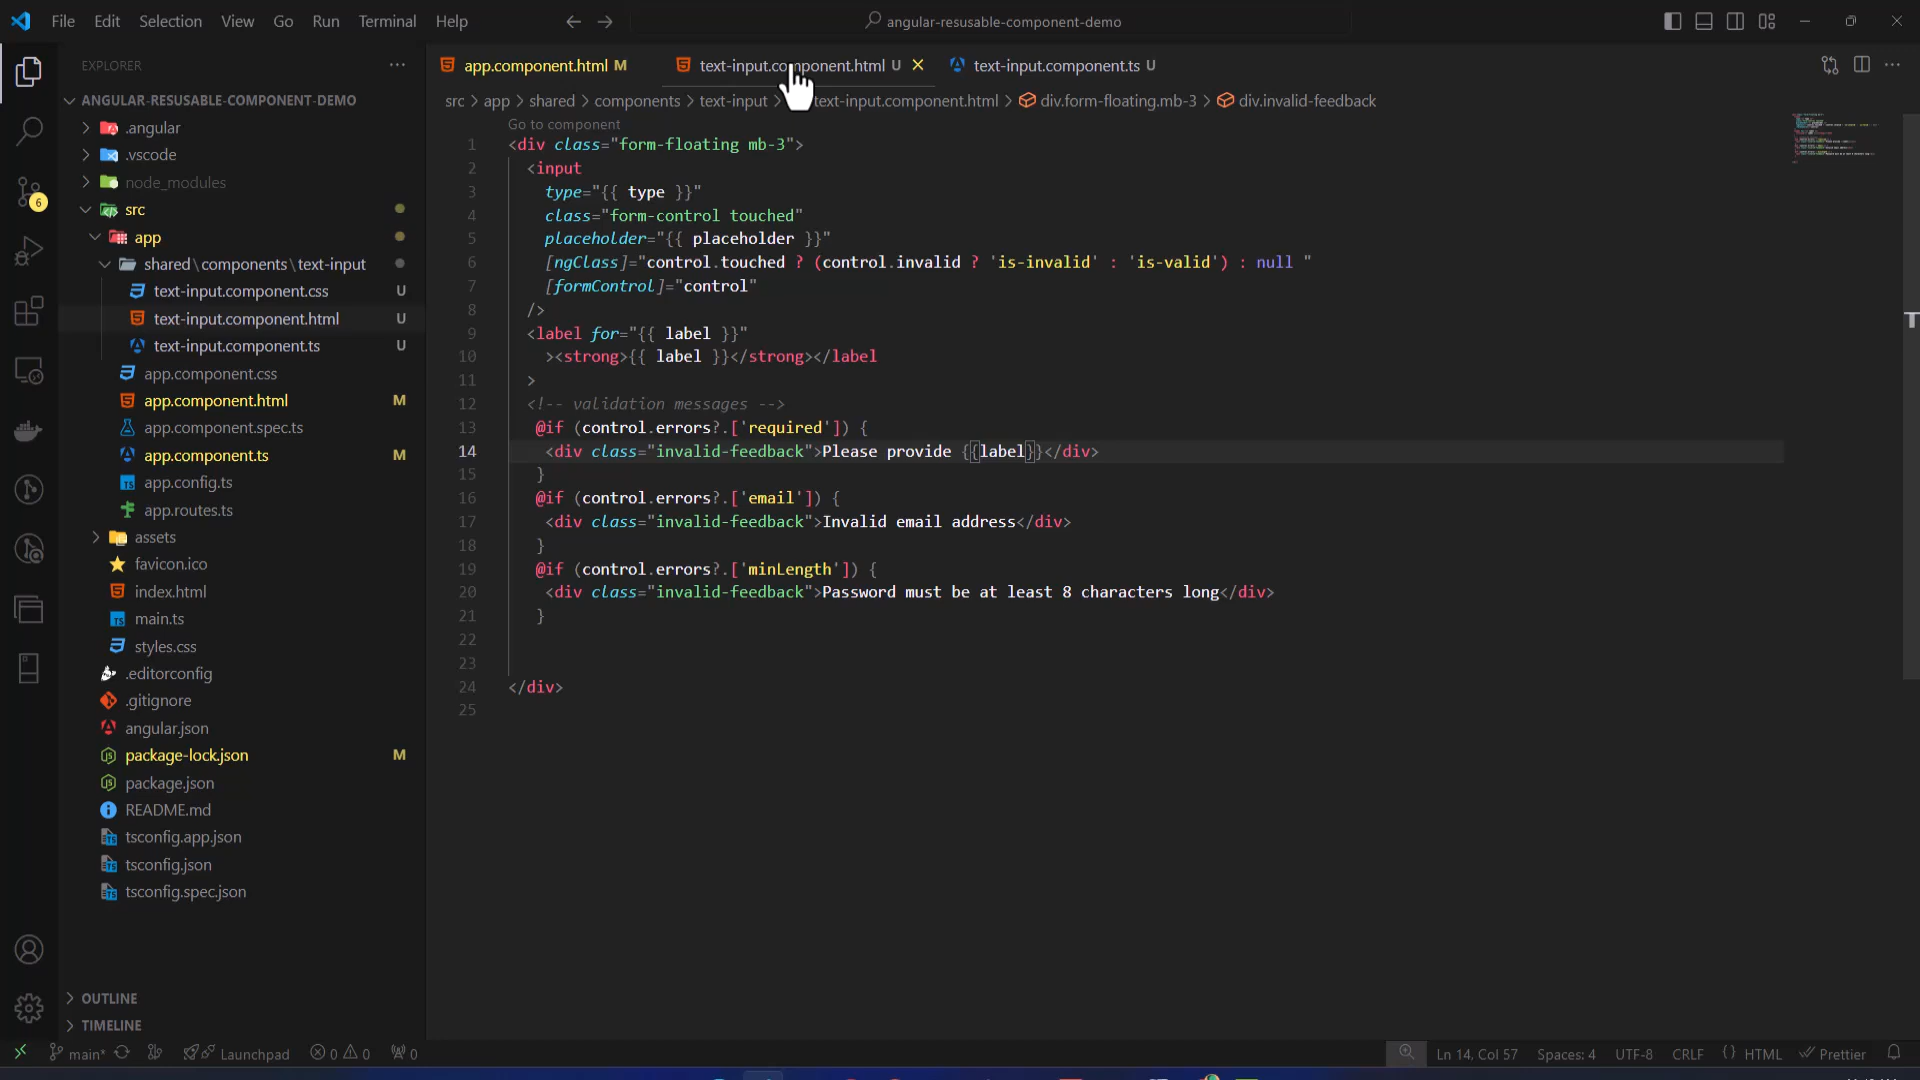 File Edit Selection View Go Run Terminal Help
angular-resusable-component-demo
EXPLORER
ANGULAR-RESUSABLE-COMPONENT-DEMO
.angular
.vscode
node_modules
src
app
shared\components\text-input
text-input.component.css U
text-input.component.html U
text-input.component.ts U
app.component.css
app.component.html M
app.component.spec.ts
app.component.ts M
app.config.ts
app.routes.ts
assets
favicon.ico
index.html
main.ts
styles.css
.editorconfig
.gitignore
angular.json
package-lock.json M
package.json
README.md
tsconfig.app.json
tsconfig.json
tsconfig.spec.json
OUTLINE
TIMELINE
6
app.component.html M
text-input.component.html U
text-input.component.ts U
src > app > shared > components > text-input > text-input.component.html > div.form-floating.mb-3 > div.invalid-feedback
Go to component
1 <div class="form-floating mb-3">
2 <input
3 type="{{ type }}"
4 class="form-control touched"
5 placeholder="{{ placeholder }}"
6 [ngClass]="control.touched ? (control.invalid ? 'is-invalid' : 'is-valid') : null "
7 [formControl]="control"
8 />
9 <label for="{{ label }}"
10 ><strong>{{ label }}</strong></label
11 >
12 <!-- validation messages -->
13 @if (control.errors?.['required']) {
14 <div class="invalid-feedback">Please provide {{label}}</div>
15 }
16 @if (control.errors?.['email']) {
17 <div class="invalid-feedback">Invalid email address</div>
18 }
19 @if (control.errors?.['minLength']) {
20 <div class="invalid-feedback">Password must be at least 8 characters long</div>
21 }
22
23
24 </div>
25
main* Launchpad 0 0 0
Ln 14, Col 57 Spaces: 4 UTF-8 CRLF {} HTML Prettier